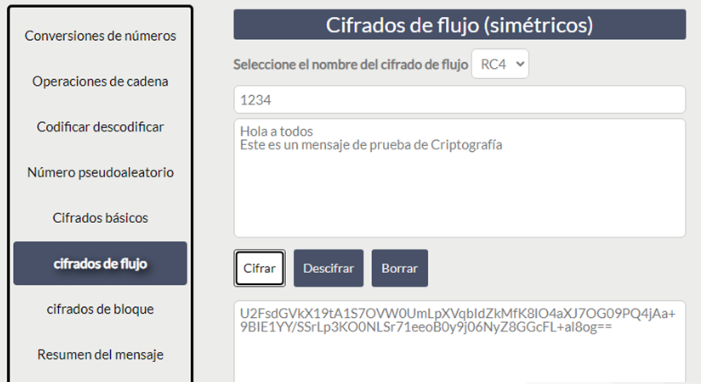 Conversiones de números
Operaciones de cadena
Codificar descodificar
Número pseudoaleatorio
Cifrados básicos
cifrados de flujo
cifrados de bloque
Resumen del mensaje
Cifrados de flujo (simétricos)
Seleccione el nombre del cifrado de flujo RC4
1234
Hola a todos
Este es un mensaje de prueba de Criptografía
Cifrar Descifrar Borrar
U2FsdGVkX19tA1S7OVW0UmLpXVqbIdZkMfK8IO4aXJ7OG09PQ4jAa+
9BIE1YY/SSrLp3KO0NLSr71eeoB0y9j06NyZ8GGcFL+aI8og==